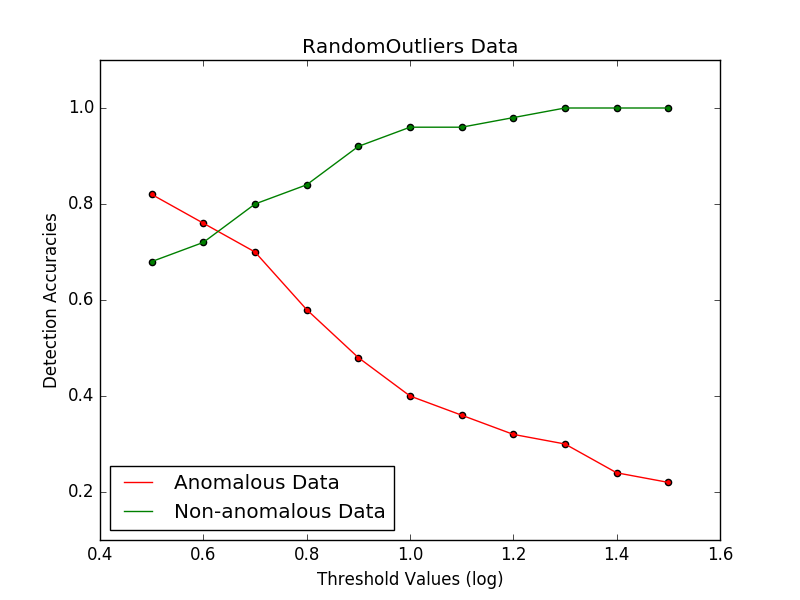 RandomOutliers Data
1.0
0.8
0.6
0.4
0.2
Detection Accuracies
Anomalous Data
Non-anomalous Data
0.4 0.6 0.8 1.0 1.2 1.4 1.6
Threshold Values (log)